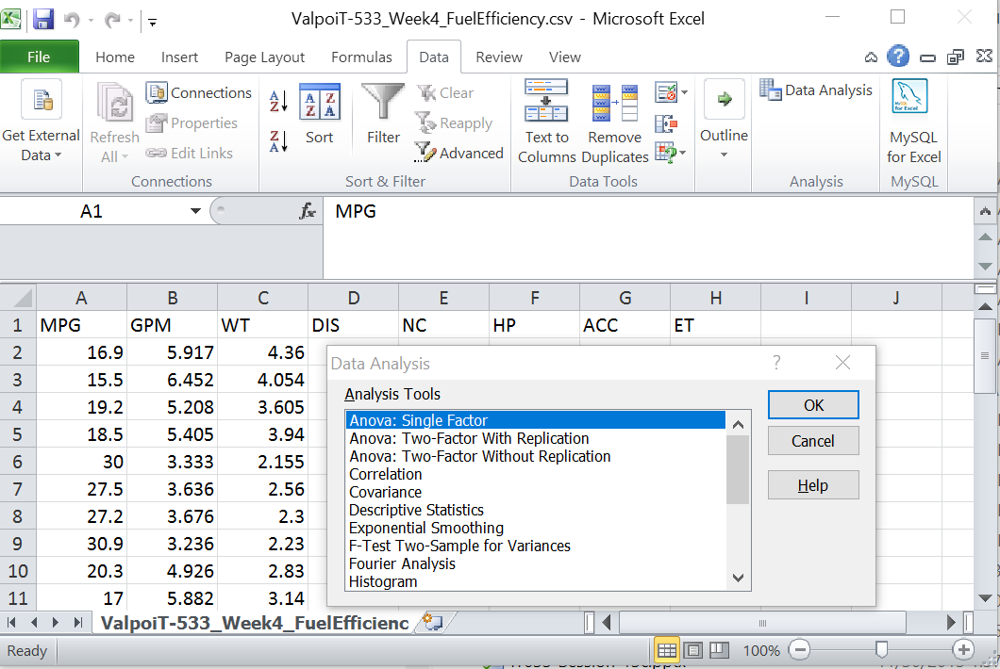 ValpoiT-533_Week4_FuelEfficiency.csv - Microsoft Excel
File Home Insert Page Layout Formulas Data Review View
Get External Data
Refresh All
Connections
Properties
Edit Links
Connections
A Z
Z A
A Z Z A
Sort
Filter
Clear
Reapply
Advanced
Sort & Filter
Text to Columns
Remove Duplicates
Data Tools
Outline
Data Analysis
Analysis
MySQL for Excel
MySQL for Excel
MySQL
A1 fx MPG
A B C D E F G H I J
1 MPG GPM WT DIS NC HP ACC ET
2 16.9 5.917 4.36
3 15.5 6.452 4.054
4 19.2 5.208 3.605
5 18.5 5.405 3.94
6 30 3.333 2.155
7 27.5 3.636 2.56
8 27.2 3.676 2.3
9 30.9 3.236 2.23
10 20.3 4.926 2.83
11 17 5.882 3.14
Data Analysis ?
Analysis Tools
Anova: Single Factor
Anova: Two-Factor With Replication
Anova: Two-Factor Without Replication
Correlation
Covariance
Descriptive Statistics
Exponential Smoothing
F-Test Two-Sample for Variances
Fourier Analysis
Histogram
OK
Cancel
Help
ValpoiT-533_Week4_FuelEfficienc
Ready 100%